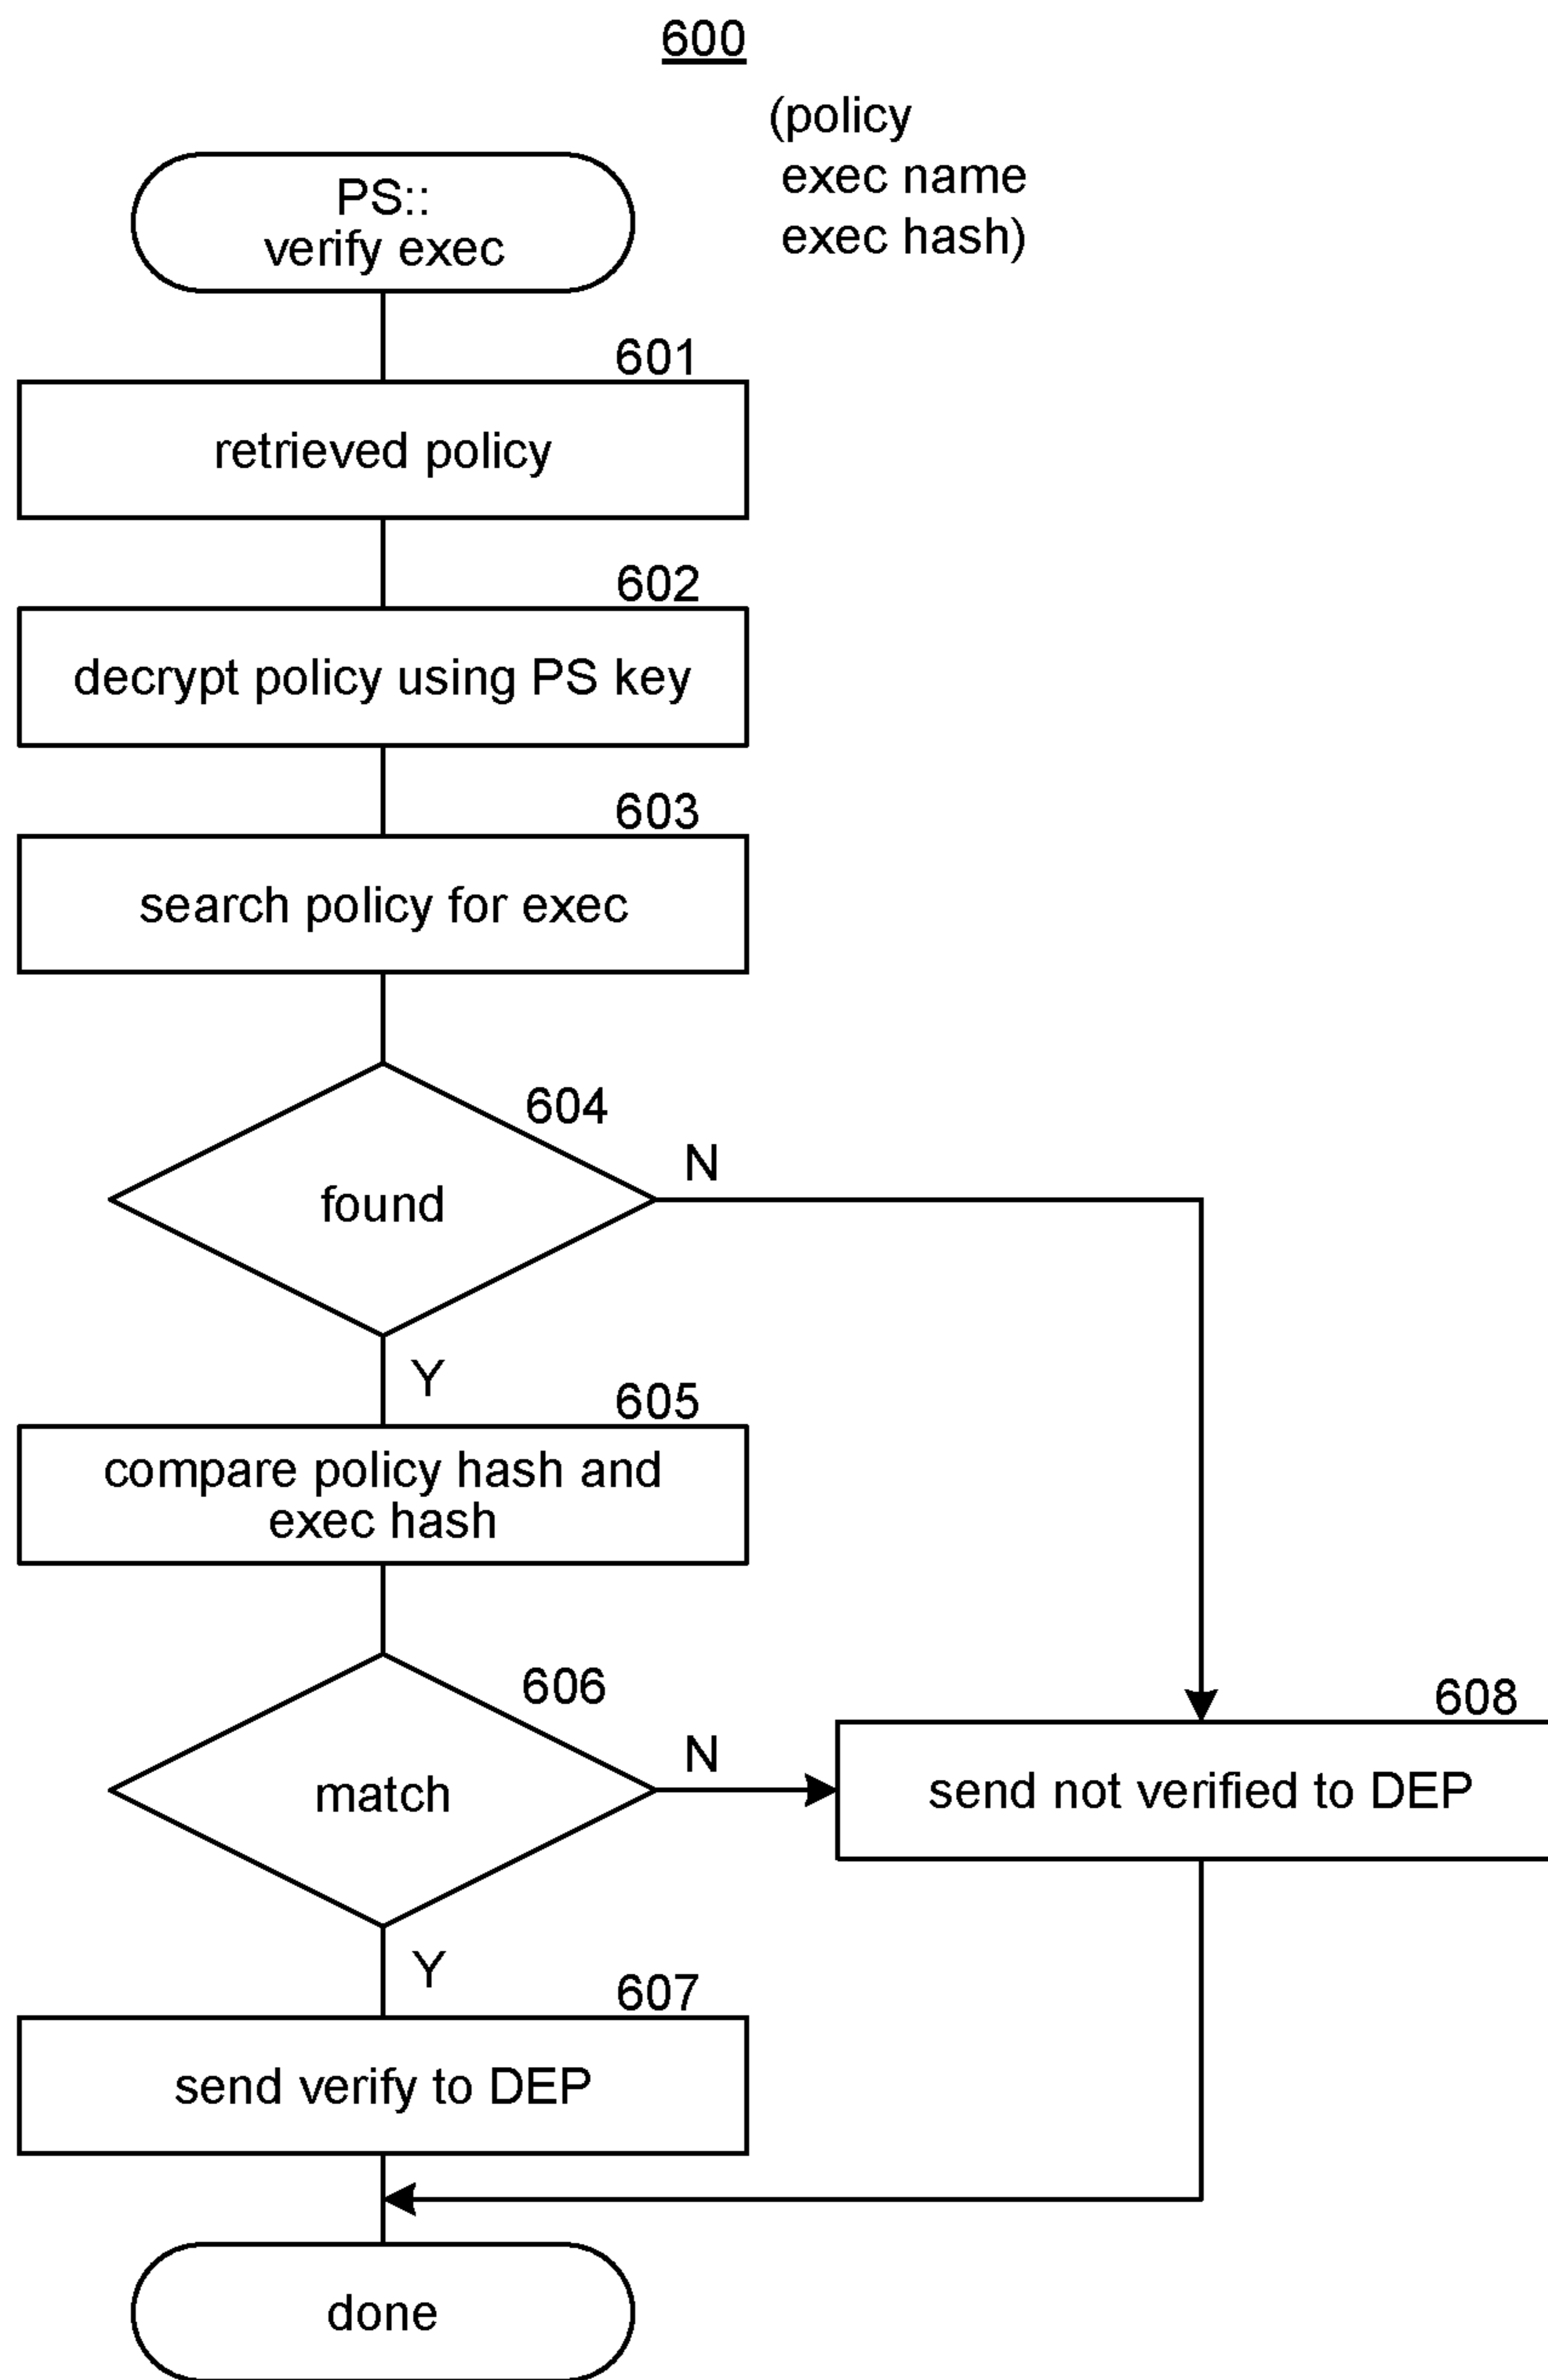 600
(policy
exec name
exec hash)
PS::
verify exec
601
retrieved policy
602
decrypt policy using PS key
603
search policy for exec
604
found
N
Y
605
compare policy hash and
exec hash
606
match
N
608
send not verified to DEP
Y
607
send verify to DEP
done